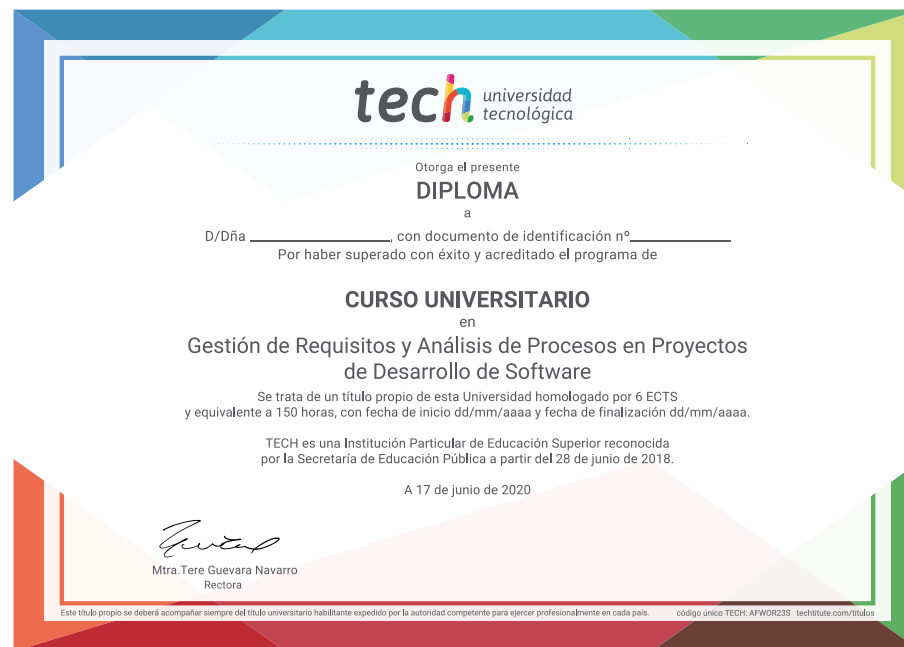 tech universidad
tecnológica
Otorga el presente
DIPLOMA
a
D/Dña ____________________, con documento de identificación nº______________
Por haber superado con éxito y acreditado el programa de
CURSO UNIVERSITARIO
en
Gestión de Requisitos y Análisis de Procesos en Proyectos
de Desarrollo de Software
Se trata de un título propio de esta Universidad homologado por 6 ECTS
y equivalente a 150 horas, con fecha de inicio dd/mm/aaaa y fecha de finalización dd/mm/aaaa.
TECH es una Institución Particular de Educación Superior reconocida
por la Secretaría de Educación Pública a partir del 28 de junio de 2018.
A 17 de junio de 2020
Mtra.Tere Guevara Navarro
Rectora
Este título propio se deberá acompañar siempre del título universitario habilitante expedido por la autoridad competente para ejercer profesionalmente en cada país. código único TECH: AFWOR23S techtitute.com/titulos